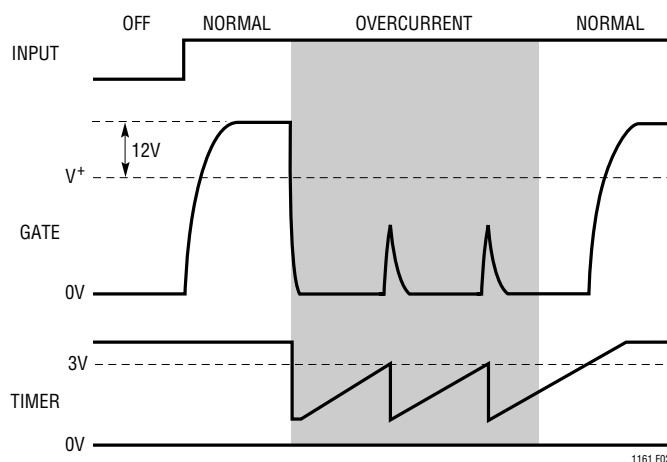 OFF NORMAL OVERCURRENT NORMAL
INPUT
12V
V+
GATE
0V
3V
TIMER
0V